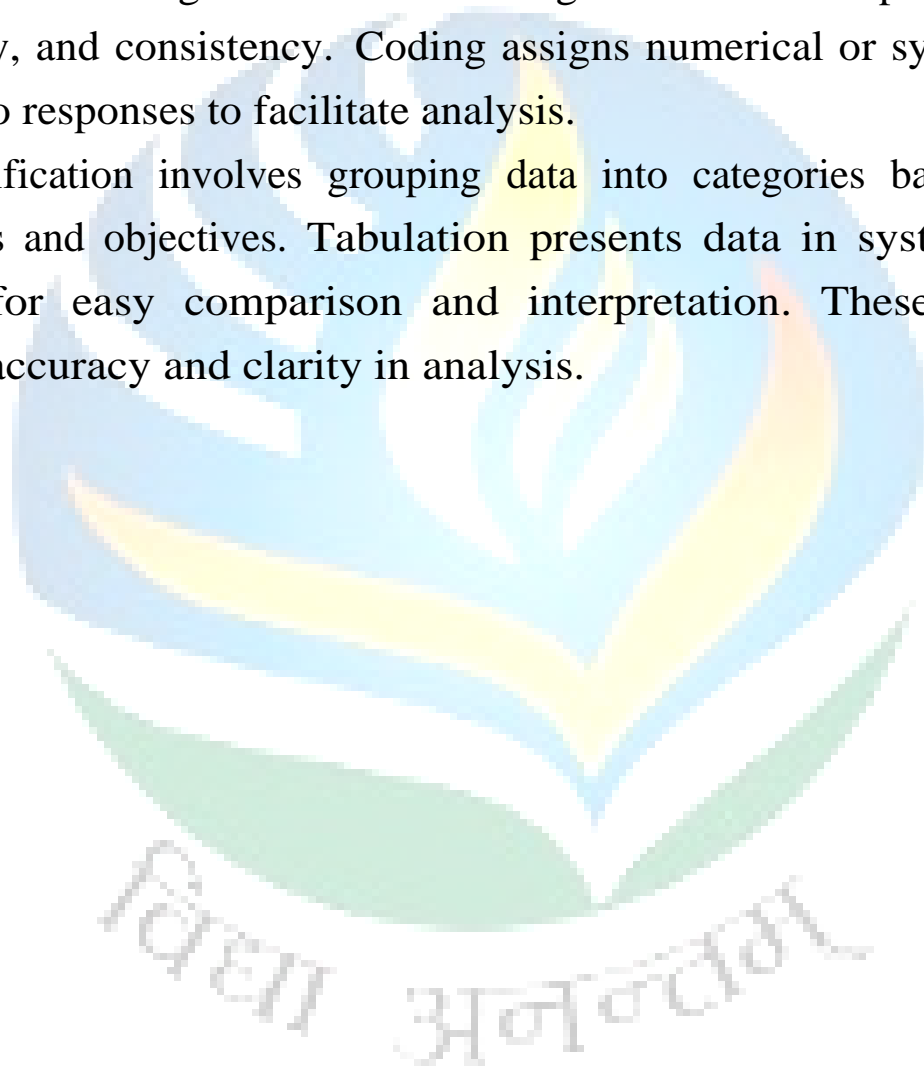 y, and consistency. Coding assigns numerical or sy
o responses to facilitate analysis.
ification involves grouping data into categories ba
s and objectives. Tabulation presents data in syst
for easy comparison and interpretation. These
accuracy and clarity in analysis.
विद्या अनन्तम्